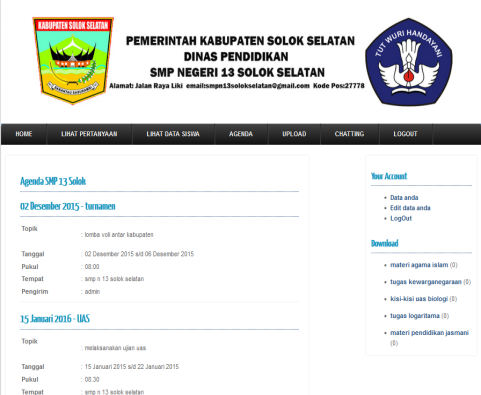 KABUPATEN SOLOK SELATAN
PEMERINTAH KABUPATEN SOLOK SELATAN
DINAS PENDIDIKAN
SMP NEGERI 13 SOLOK SELATAN
Alamat: Jalan Raya Liki email:smpn13solokselatan@gmail.com Kode Pos:27778
TUT WURI HANDAYANI
HOME LIHAT PERTANYAAN LIHAT DATA SISWA AGENDA UPLOAD CHATTING LOGOUT
Agenda SMP 13 Solok
02 Desember 2015 - turnamen
Topik
: lomba voli antar kabupaten
Tanggal : 02 Desember 2015 s/d 06 Desember 2015
Pukul : 08:00
Tempat : smp n 13 solok selatan
Pengirim : admin
15 Januari 2016 - UAS
Topik
: melaksanakan ujian uas
Tanggal : 15 Januari 2015 s/d 22 Januari 2015
Pukul : 08.30
Tempat : smp n 13 solok selatan
Your Account
Data anda
Edit data anda
LogOut
Download
materi agama islam (0)
tugas kewarganegaraan (0)
kisi-kisi uas biologi (0)
tugas logaritama (0)
materi pendidikan jasmani
(0)